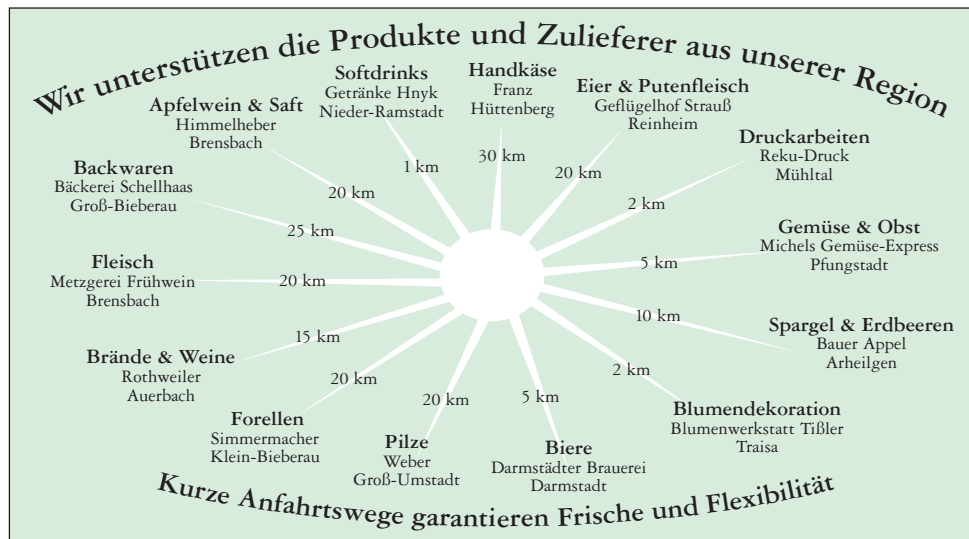 Wir unterstützen die Produkte und Zulieferer aus unserer Region
Softdrinks
Getränke Hnyk
Nieder-Ramstadt
1 km
Handkäse
Franz
Hüttenberg
30 km
Eier & Putenfleisch
Geflügelhof Strauß
Reinheim
20 km
Druckarbeiten
Reku-Druck
Mühltal
2 km
Gemüse & Obst
Michels Gemüse-Express
Pfungstadt
5 km
Spargel & Erdbeeren
Bauer Appel
Arheilgen
10 km
Blumendekoration
Blumenwerkstatt Tißler
Traisa
2 km
Biere
Darmstädter Brauerei
Darmstadt
5 km
Pilze
Weber
Groß-Umstadt
20 km
Forellen
Simmermacher
Klein-Bieberau
20 km
Brände & Weine
Rothweiler
Auerbach
15 km
Fleisch
Metzgerei Frühwein
Brensbach
20 km
Backwaren
Bäckerei Schellhaas
Groß-Bieberau
25 km
Apfelwein & Saft
Himmelheber
Brensbach
20 km
Kurze Anfahrtswege garantieren Frische und Flexibilität